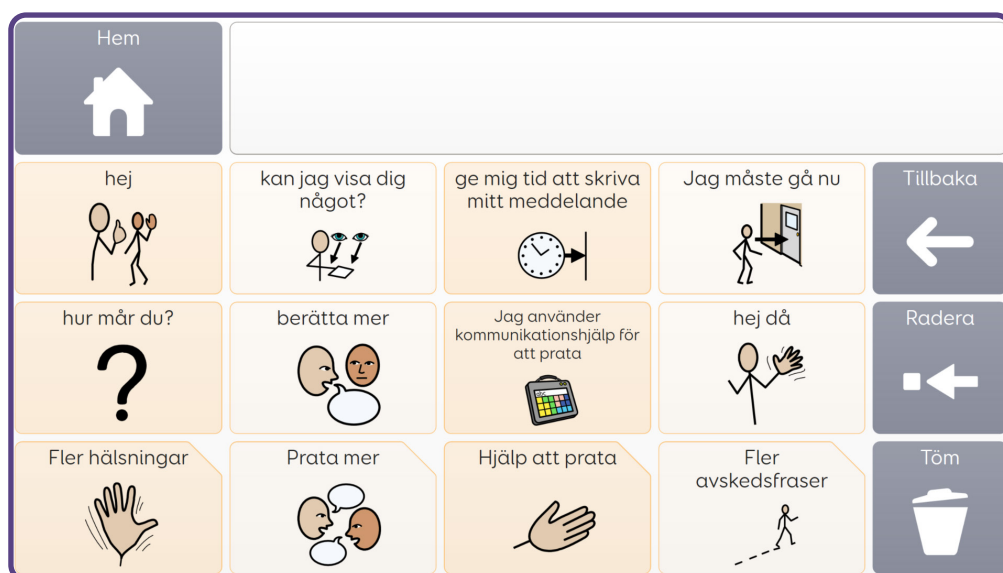 Hem
hej
kan jag visa dig
något?
ge mig tid att skriva
mitt meddelande
Jag måste gå nu
Tillbaka
hur mår du?
berätta mer
Jag använder
kommunikationshjälp för
att prata
hej då
Radera
Fler hälsningar
Prata mer
Hjälp att prata
Fler
avskedsfraser
Töm